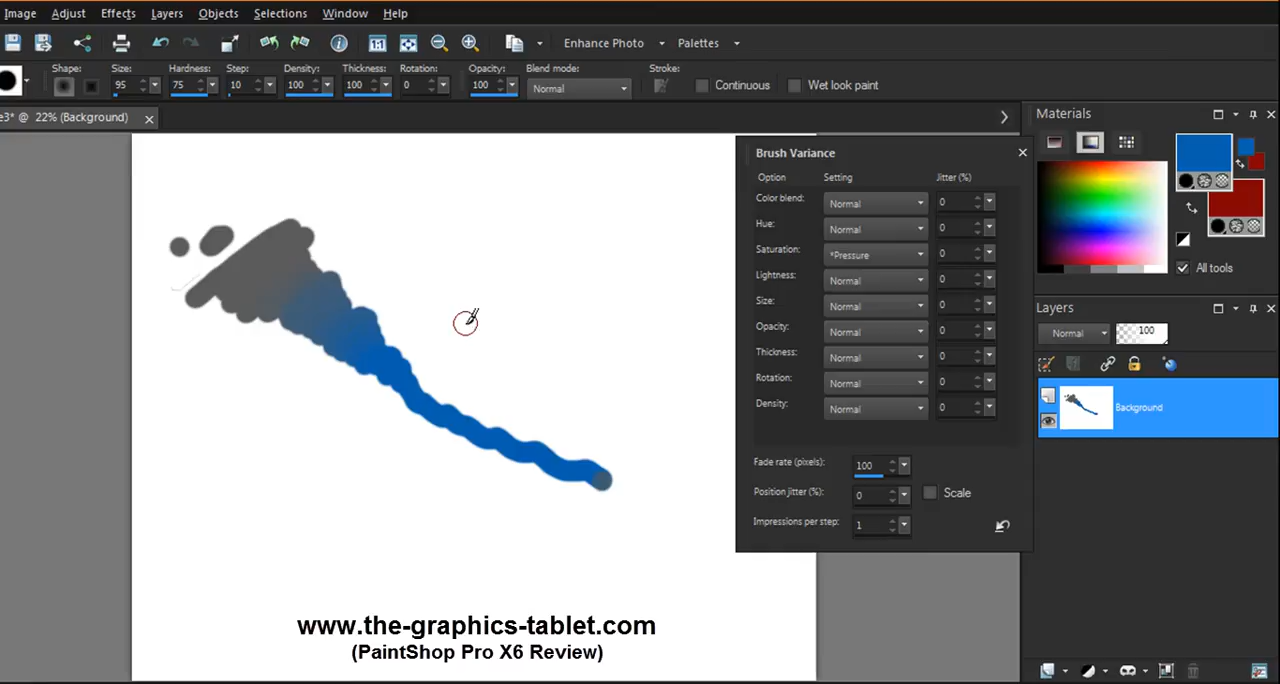 Image Adjust Effects Layers Objects Selections Window Help
1:1 Enhance Photo Palettes
Shape: Size: Hardness: Step: Density: Thickness: Rotation: Opacity: Blend mode: Stroke:
95 75 10 100 100 0 100 Normal Continuous Wet look paint
e3* @ 22% (Background)
Materials
All tools
Brush Variance
Option Setting Jitter (%)
Color blend: Normal 0
Hue: Normal 0
Saturation: *Pressure 0
Lightness: Normal 0
Size: Normal 0
Opacity: Normal 0
Thickness: Normal 0
Rotation: Normal 0
Density: Normal 0
Fade rate (pixels): 100
Position jitter (%): 0 Scale
Impressions per step: 1
Layers
Normal 100
Background
www.the-graphics-tablet.com
(PaintShop Pro X6 Review)